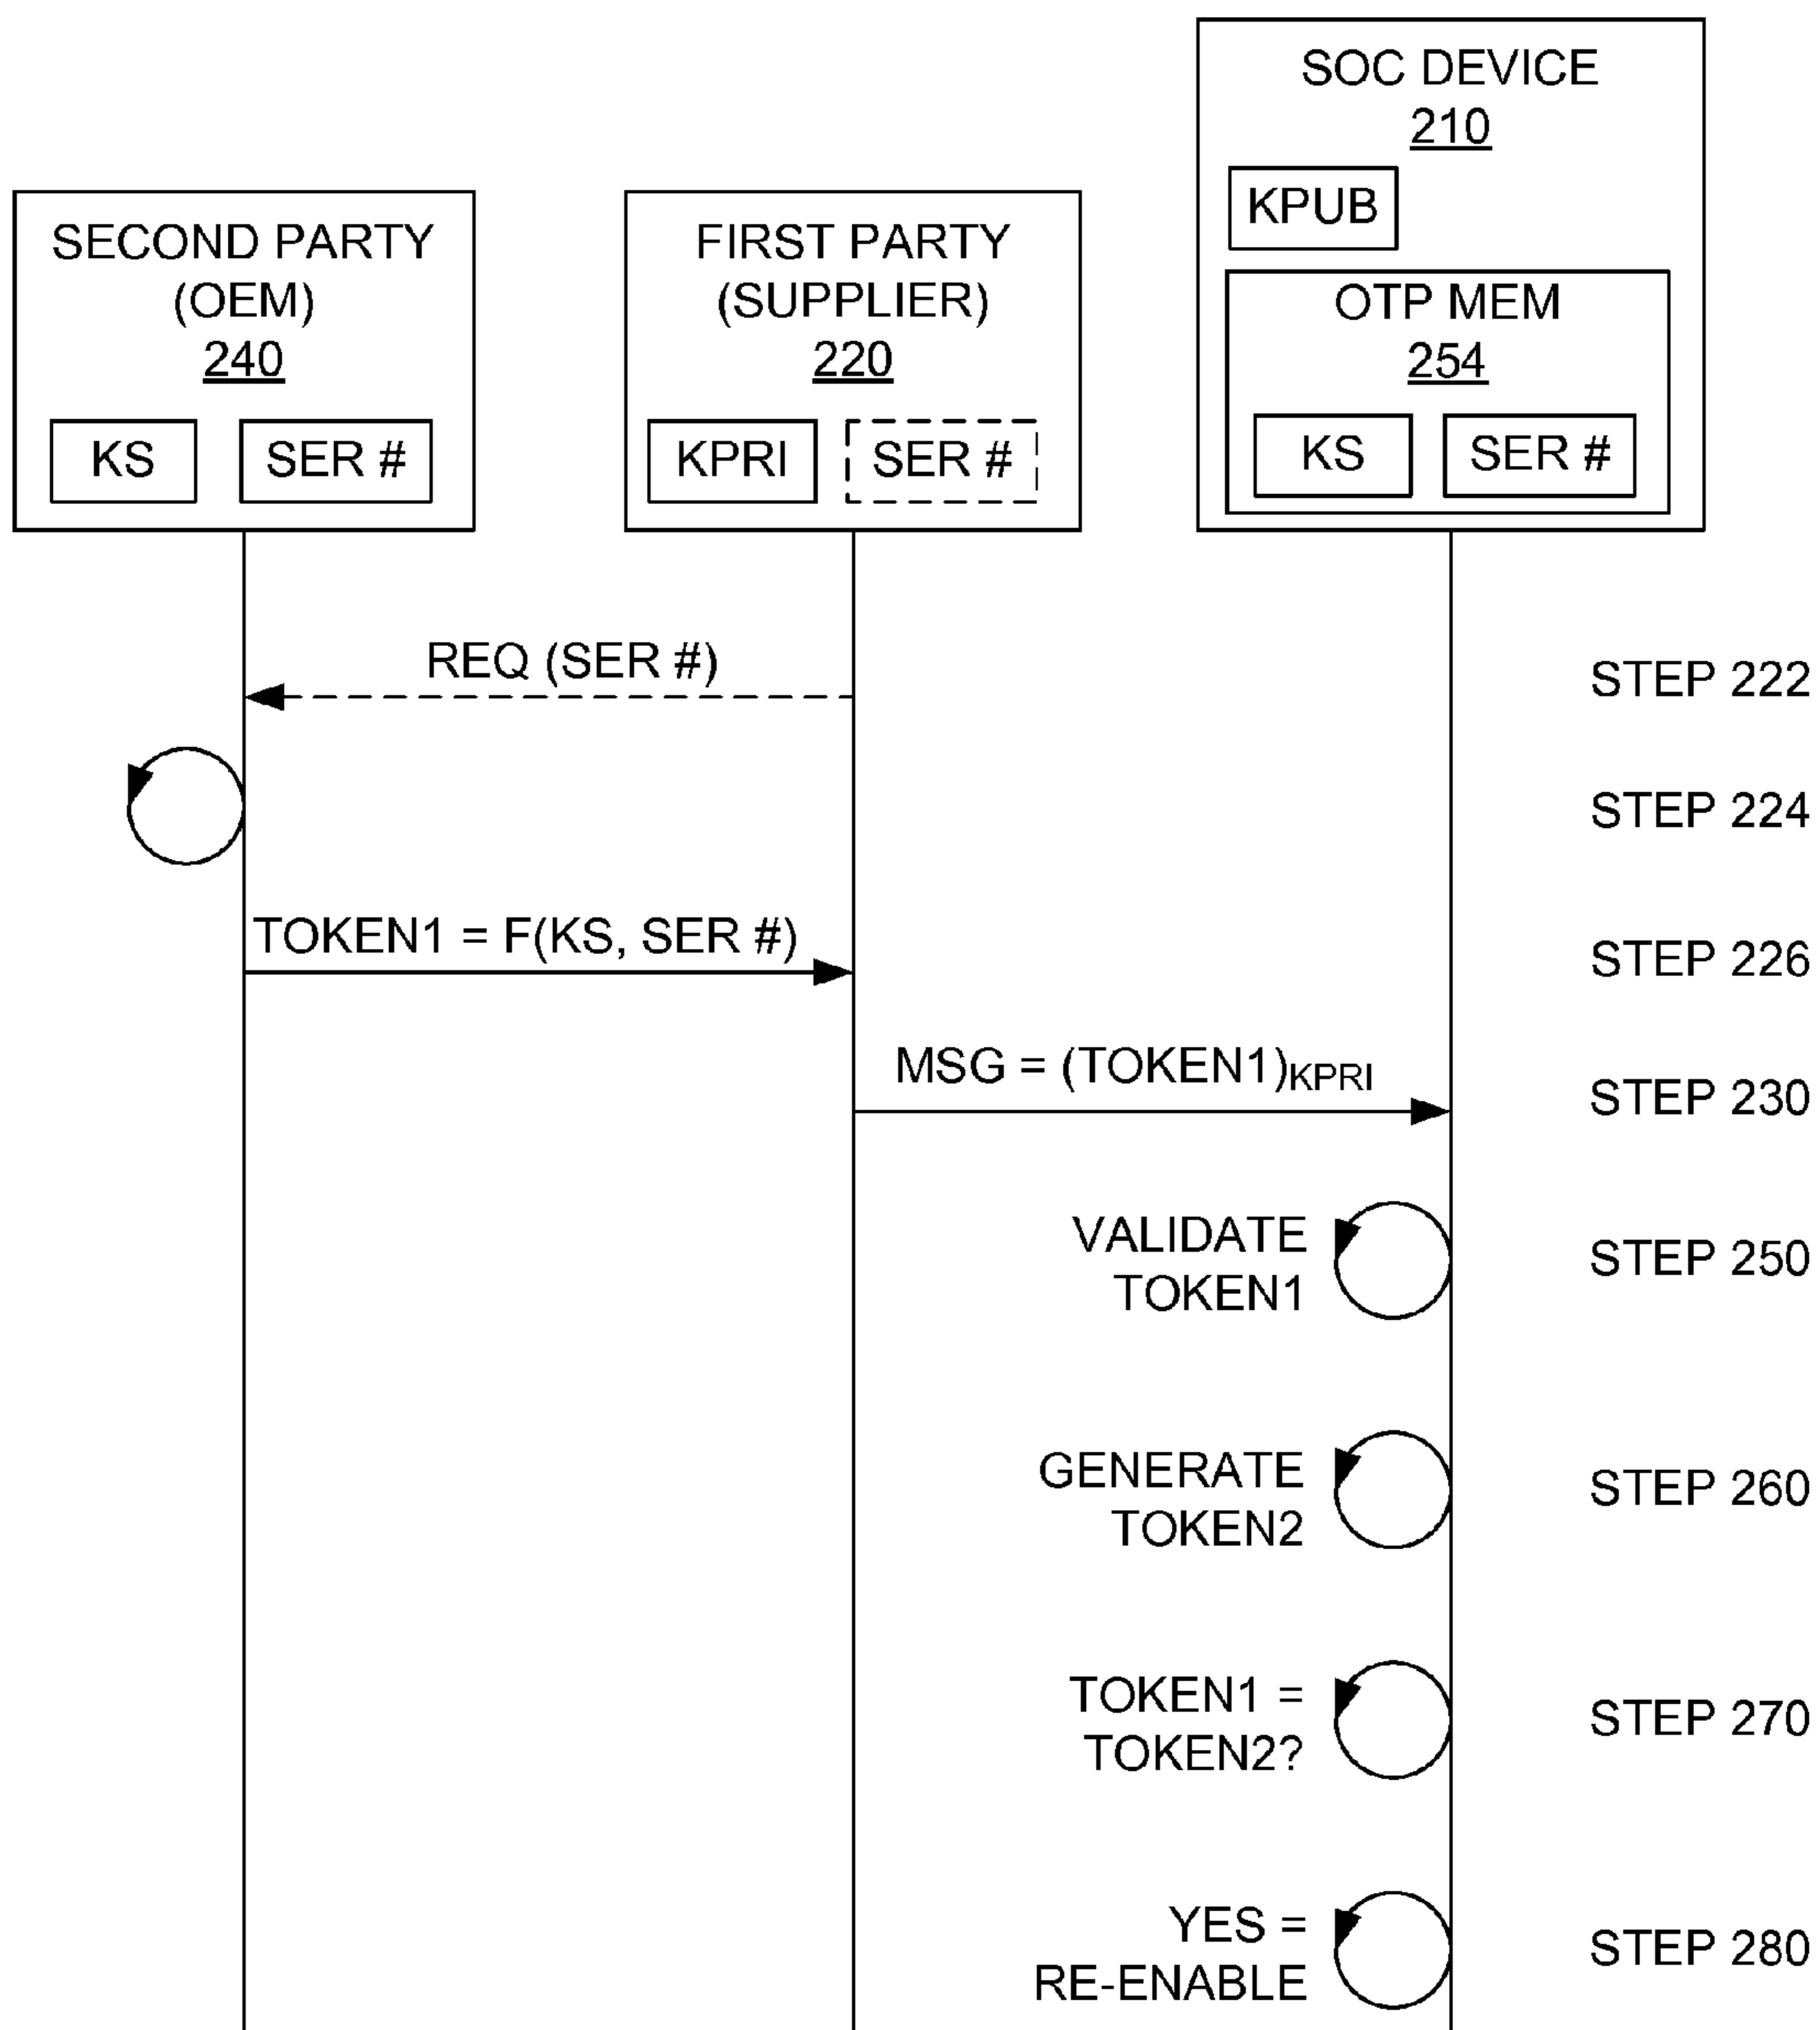 SOC DEVICE
210
KPUB
OTP MEM
254
KS
SER #
SECOND PARTY
(OEM)
240
KS
SER #
FIRST PARTY
(SUPPLIER)
220
KPRI
SER #
REQ (SER #)
STEP 222
STEP 224
TOKEN1 = F(KS, SER #)
STEP 226
MSG = (TOKEN1)KPRI
STEP 230
VALIDATE
TOKEN1
STEP 250
GENERATE
TOKEN2
STEP 260
TOKEN1 =
TOKEN2?
STEP 270
YES =
RE-ENABLE
STEP 280